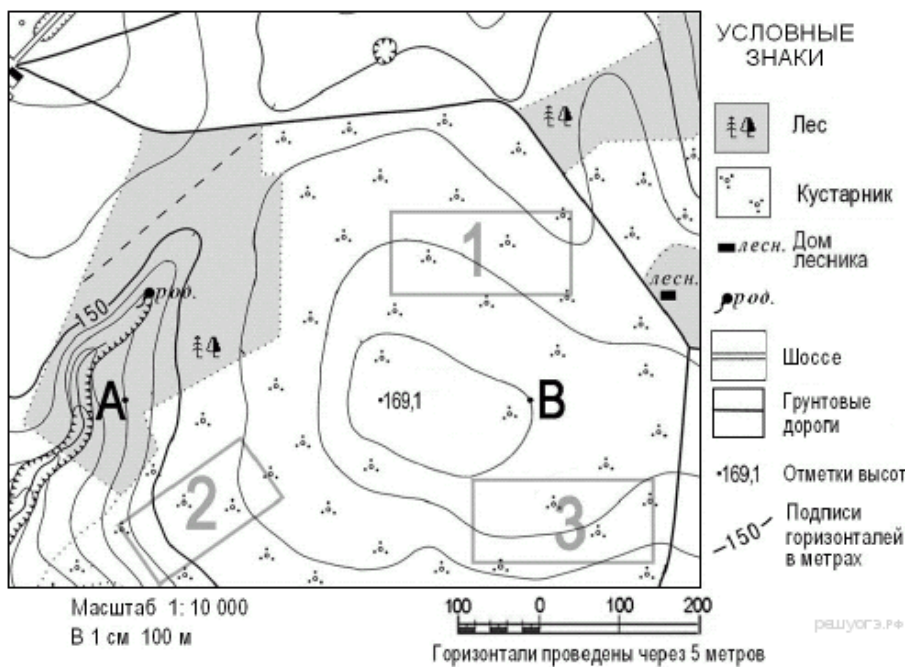 УСЛОВНЫЕ
ЗНАКИ
Лес
Кустарник
лесн. Дом
лесника
род.
Шоссе
Грунтовые
дороги
•169,1 Отметки высот
150 Подписи
горизонталей
в метрах
1
лесн.
150
род.
А
169,1
В
2
3
Масштаб 1: 10 000
В 1 см 100 м
100 0 100 200
Горизонтали проведены через 5 метров
решуогэ.рф